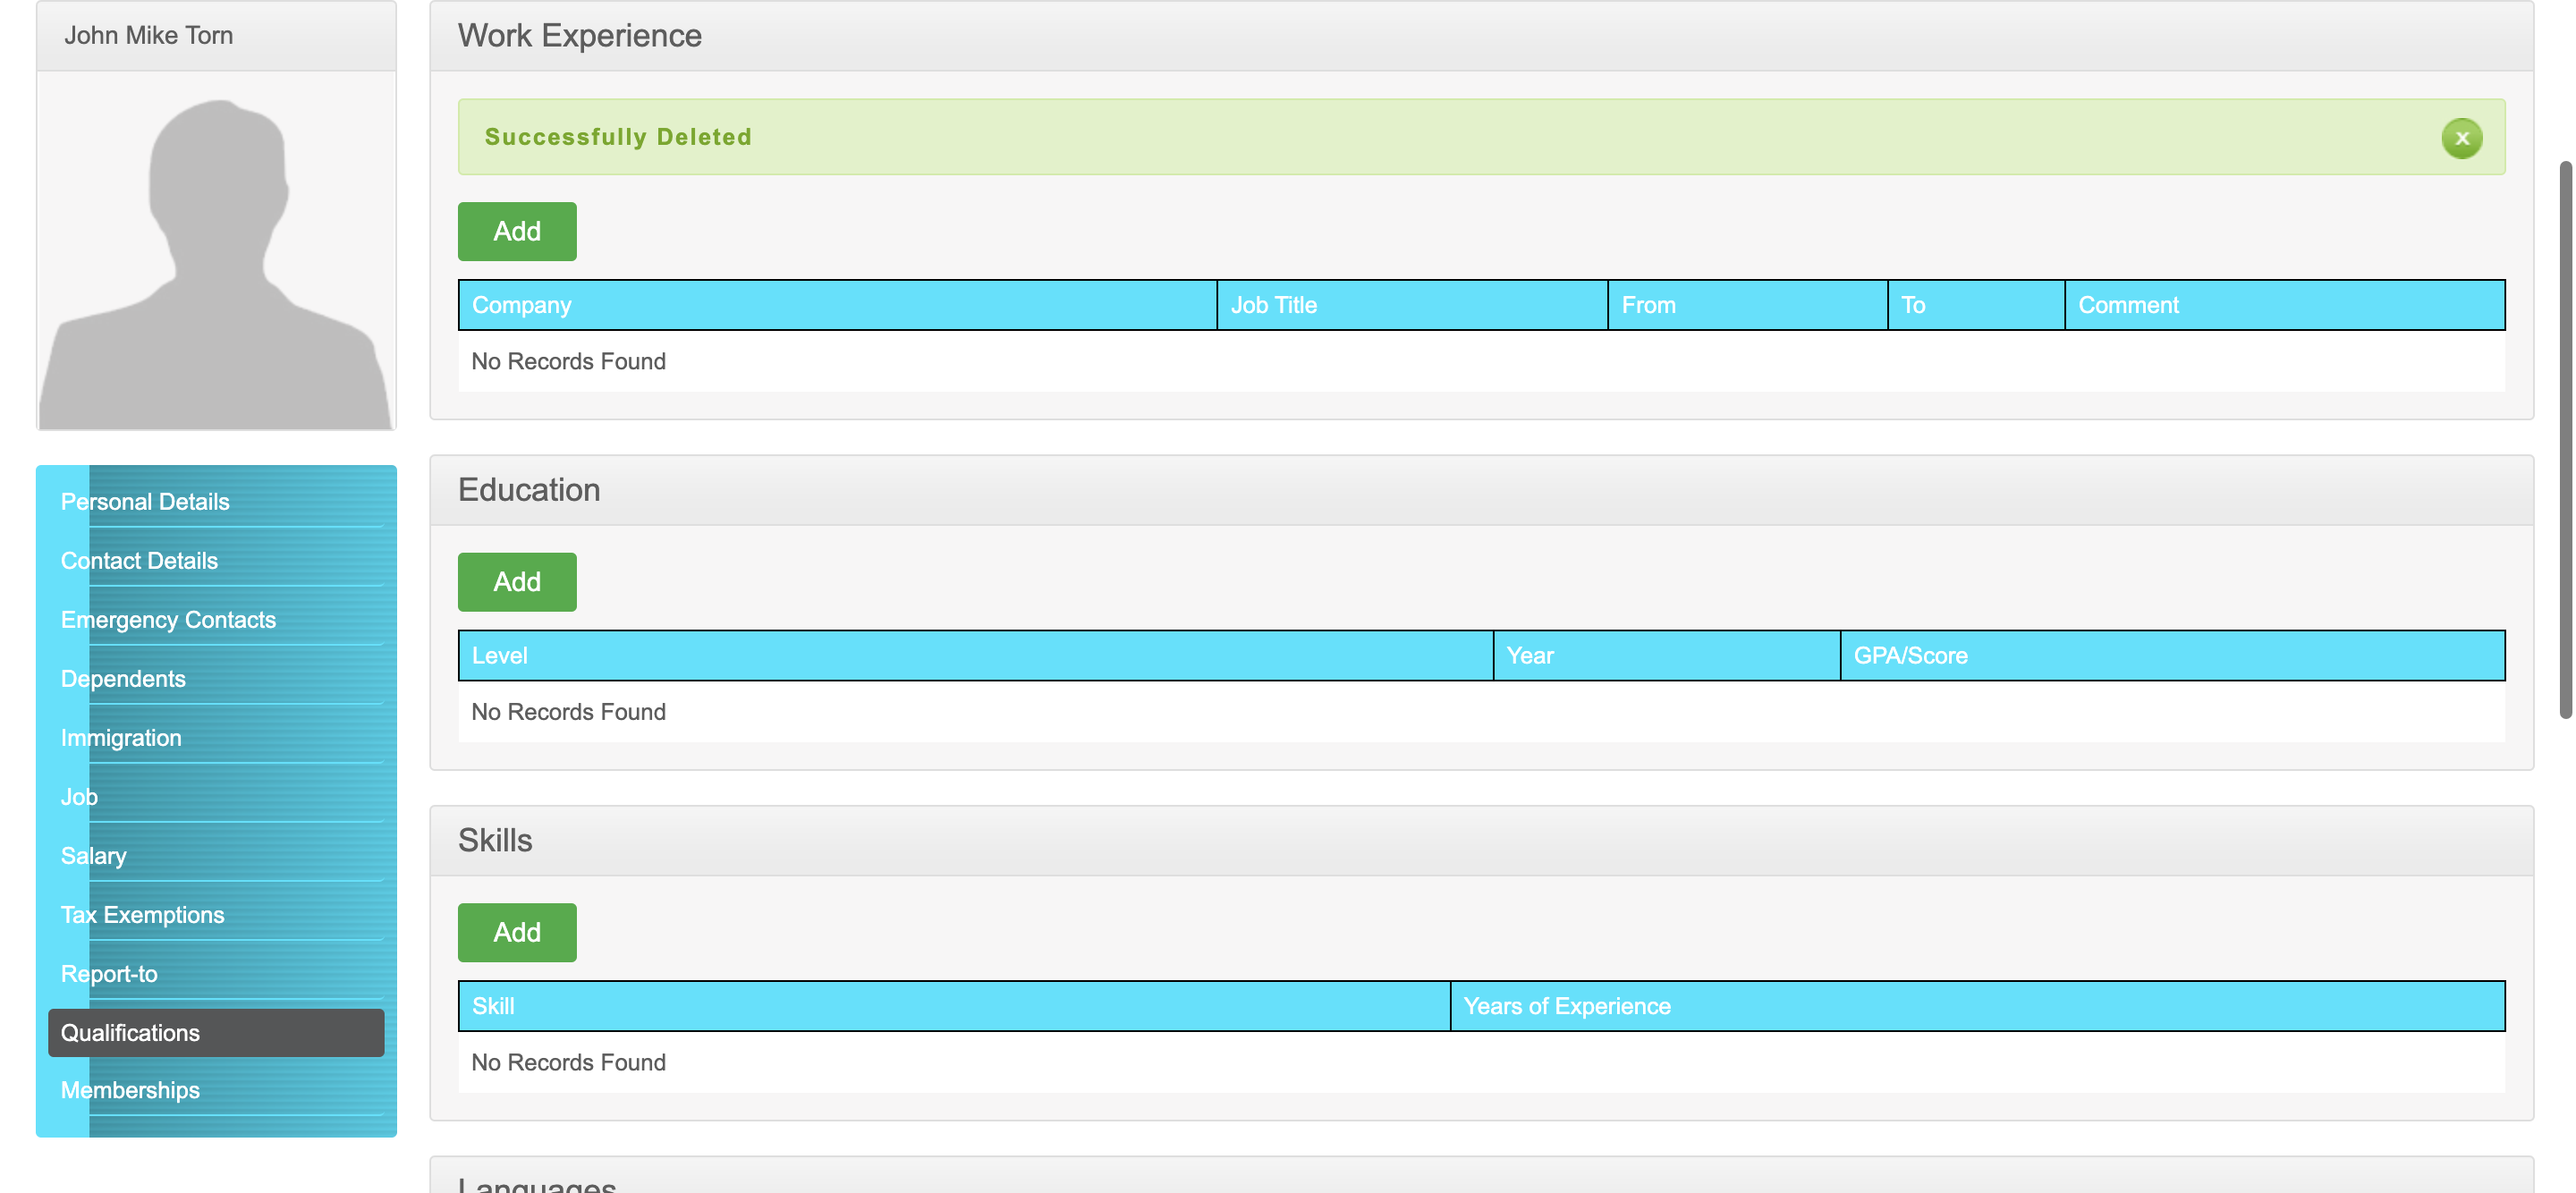 John Mike Torn
Personal Details
Contact Details
Emergency Contacts
Dependents
Immigration
Job
Salary
Tax Exemptions
Report-to
Qualifications
Memberships
Work Experience
Successfully Deleted
x
Add
Company Job Title From To Comment
No Records Found
Education
Add
Level Year GPA/Score
No Records Found
Skills
Add
Skill Years of Experience
No Records Found
Languages